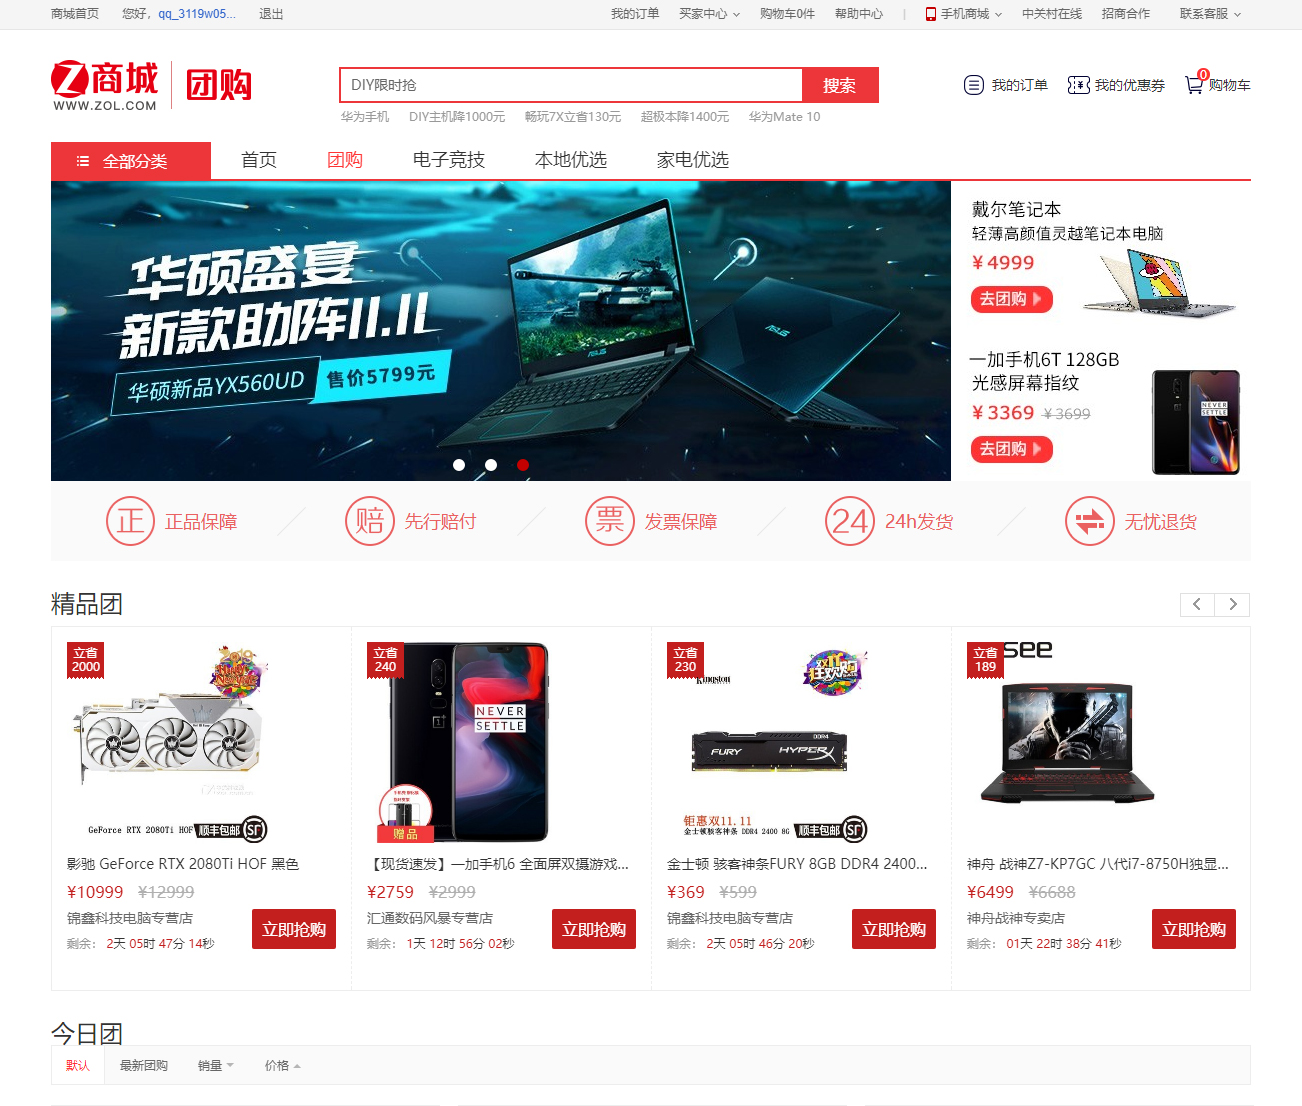 商城首页 您好，qq_3119w05... 退出 我的订单 买家中心 购物车0件 帮助中心 | 手机商城 中关村在线 招商合作 联系客服
Z商城 团购
WWW.ZOL.COM
DIY限时抢 搜索
我的订单 我的优惠券 0 购物车
华为手机 DIY主机降1000元 畅玩7X立省130元 超极本降1400元 华为Mate 10
全部分类 首页 团购 电子竞技 本地优选 家电优选
华硕盛宴
新款助阵11.11
华硕新品YX560UD 售价5799元
ASUS
ASUS
戴尔笔记本
轻薄高颜值灵越笔记本电脑
¥4999
去团购
一加手机6T 128GB
光感屏幕指纹
¥3369 ¥3699
去团购
NEVER
SETTLE
正 正品保障 赔 先行赔付 票 发票保障 24 24h发货 无忧退货
精品团
立省
2000
GeForce RTX 2080Ti HOF 顺丰包邮 SF
影驰 GeForce RTX 2080Ti HOF 黑色
¥10999 ¥12999
锦鑫科技电脑专营店
剩余： 2天 05时 47分 14秒
立即抢购
立省
240
NEVER
SETTLE
赠品
【现货速发】一加手机6 全面屏双摄游戏...
¥2759 ¥2999
汇通数码风暴专营店
剩余： 1天 12时 56分 02秒
立即抢购
立省
230
Kingston
双11
狂欢购
DDR4
FURY HYPERX
钜惠双11.11
金士顿骇客神条 DDR4 2400 8G 顺丰包邮 SF
金士顿 骇客神条FURY 8GB DDR4 2400...
¥369 ¥599
锦鑫科技电脑专营店
剩余： 2天 05时 46分 20秒
立即抢购
立省
189
see
神舟 战神Z7-KP7GC 八代i7-8750H独显...
¥6499 ¥6688
神舟战神专卖店
剩余： 01天 22时 38分 41秒
立即抢购
今日团
默认 最新团购 销量 价格